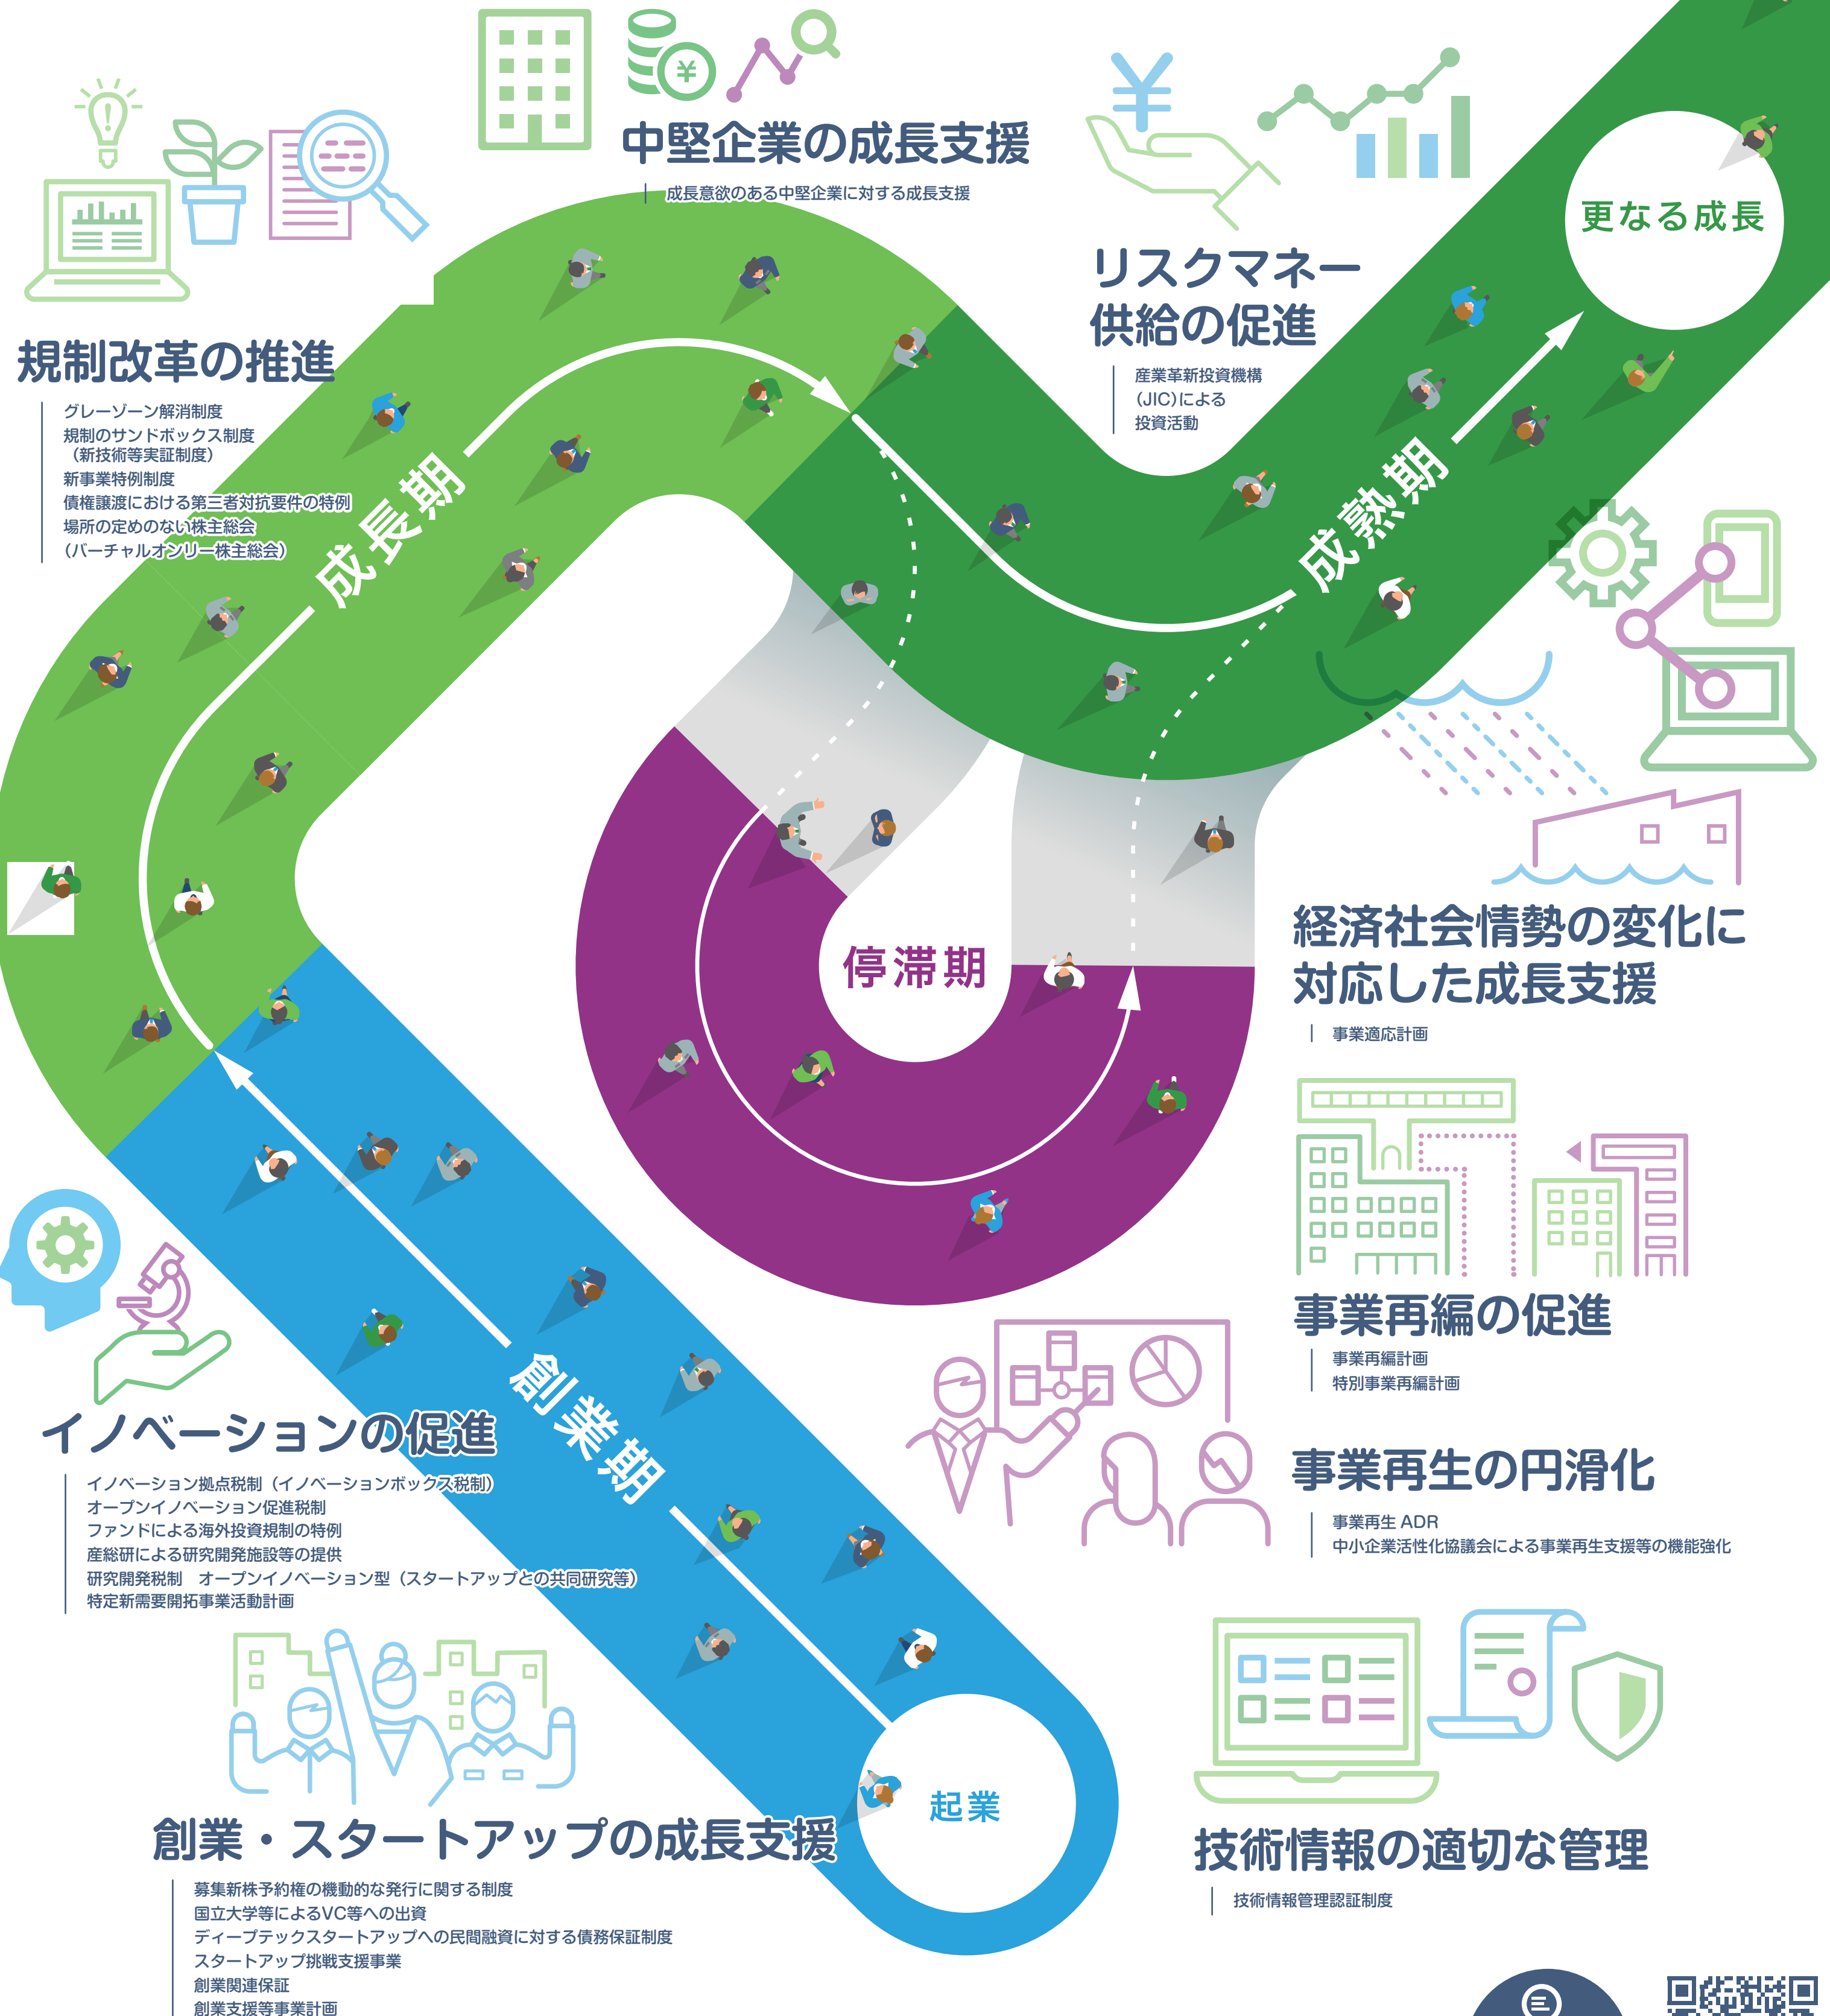 中堅企業の成長支援
成長意欲のある中堅企業に対する成長支援
リスクマネー
供給の促進
産業革新投資機構
(JIC)による
投資活動
更なる成長
規制改革の推進
グレーゾーン解消制度
規制のサンドボックス制度
（新技術等実証制度）
新事業特例制度
債権譲渡における第三者対抗要件の特例
場所の定めのない株主総会
（バーチャルオンリー株主総会）
成長期
成熟期
停滞期
経済社会情勢の変化に
対応した成長支援
事業適応計画
事業再編の促進
事業再編計画
特別事業再編計画
事業再生の円滑化
事業再生 ADR
中小企業活性化協議会による事業再生支援等の機能強化
イノベーションの促進
イノベーション拠点税制（イノベーションボックス税制）
オープンイノベーション促進税制
ファンドによる海外投資規制の特例
産総研による研究開発施設等の提供
研究開発税制　オープンイノベーション型（スタートアップとの共同研究等）
特定新需要開拓事業活動計画
創業期
起業
創業・スタートアップの成長支援
募集新株予約権の機動的な発行に関する制度
国立大学等によるVC等への出資
ディープテックスタートアップへの民間融資に対する債務保証制度
スタートアップ挑戦支援事業
創業関連保証
創業支援等事業計画
技術情報の適切な管理
技術情報管理認証制度